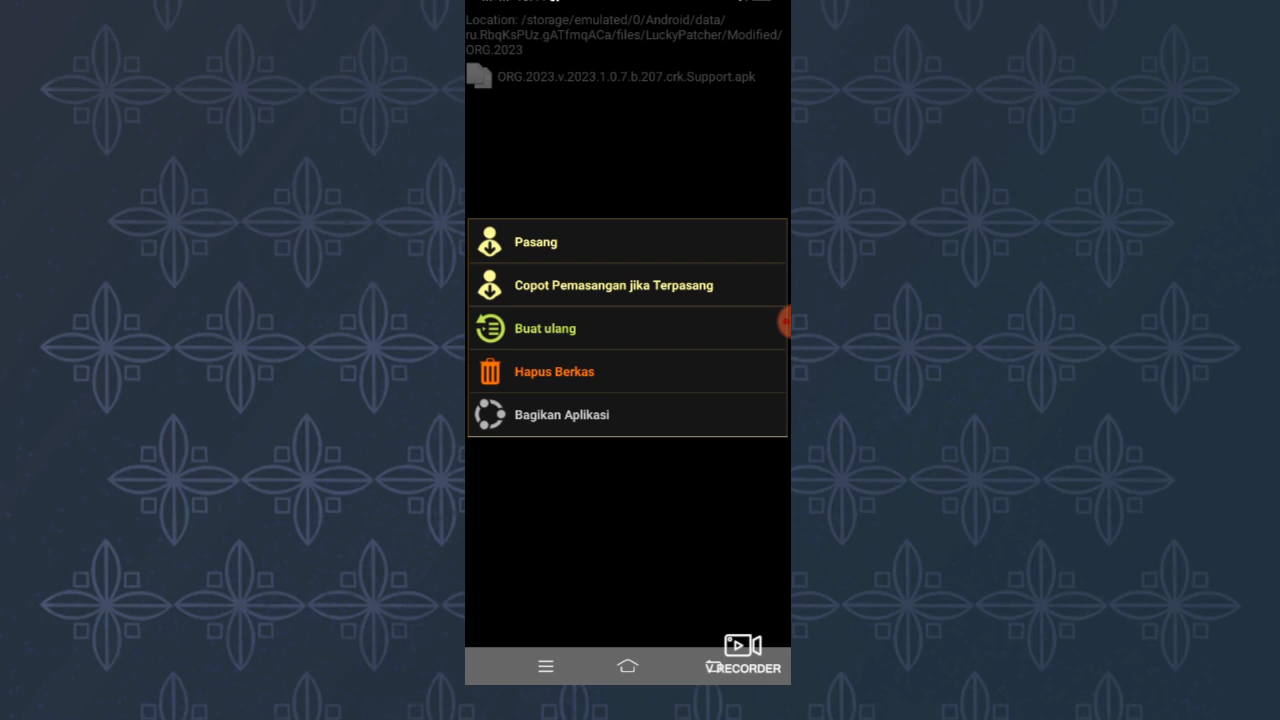 Location: /storage/emulated/0/Android/data/
ru.RbqKsPUz.gATfmqACa/files/LuckyPatcher/Modified/
ORG.2023
ORG.2023.v.2023.1.0.7.b.207.crk.Support.apk
Pasang
Copot Pemasangan jika Terpasang
Buat ulang
Hapus Berkas
Bagikan Aplikasi
V RECORDER